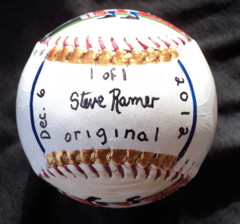 1 of 1
Steve Ramer
original
Dec. 6
2012